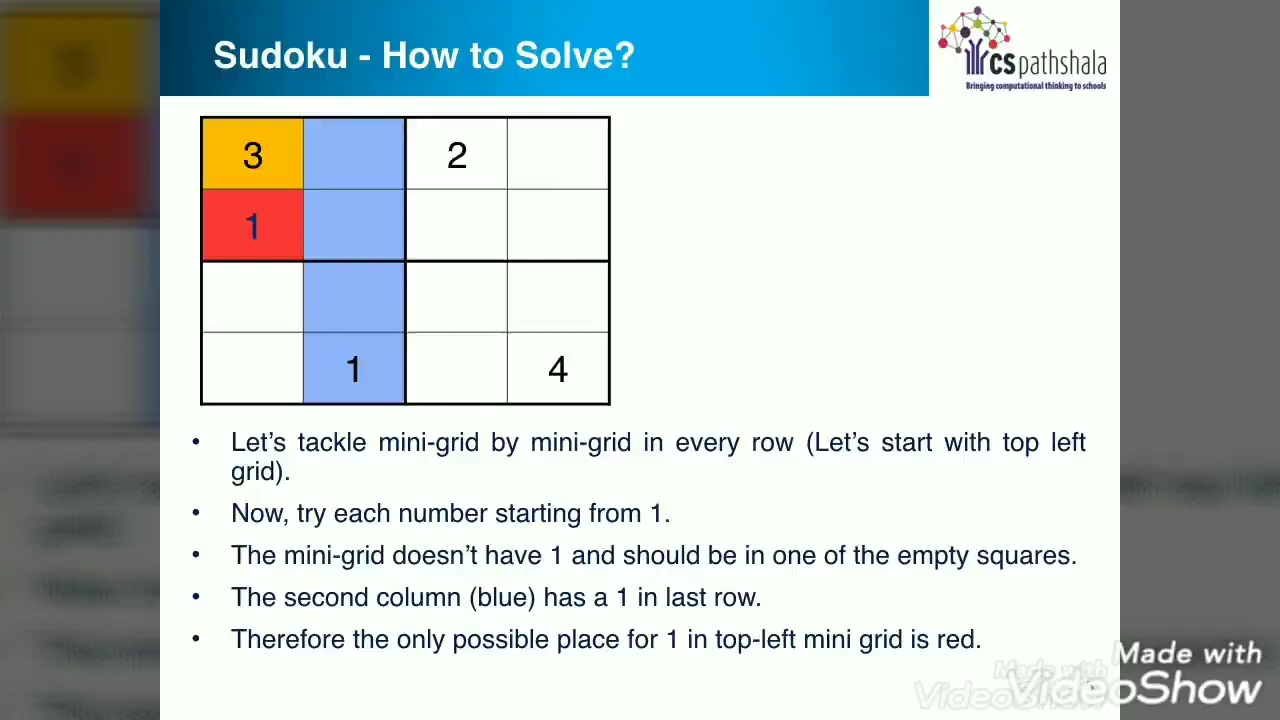 Sudoku - How to Solve?
CS pathshala
Bringing computational thinking to schools
3 2
1
1 4
• Let's tackle mini-grid by mini-grid in every row (Let's start with top left
grid).
• Now, try each number starting from 1.
• The mini-grid doesn't have 1 and should be in one of the empty squares.
• The second column (blue) has a 1 in last row.
• Therefore the only possible place for 1 in top-left mini grid is red.
Made with
VideoShow